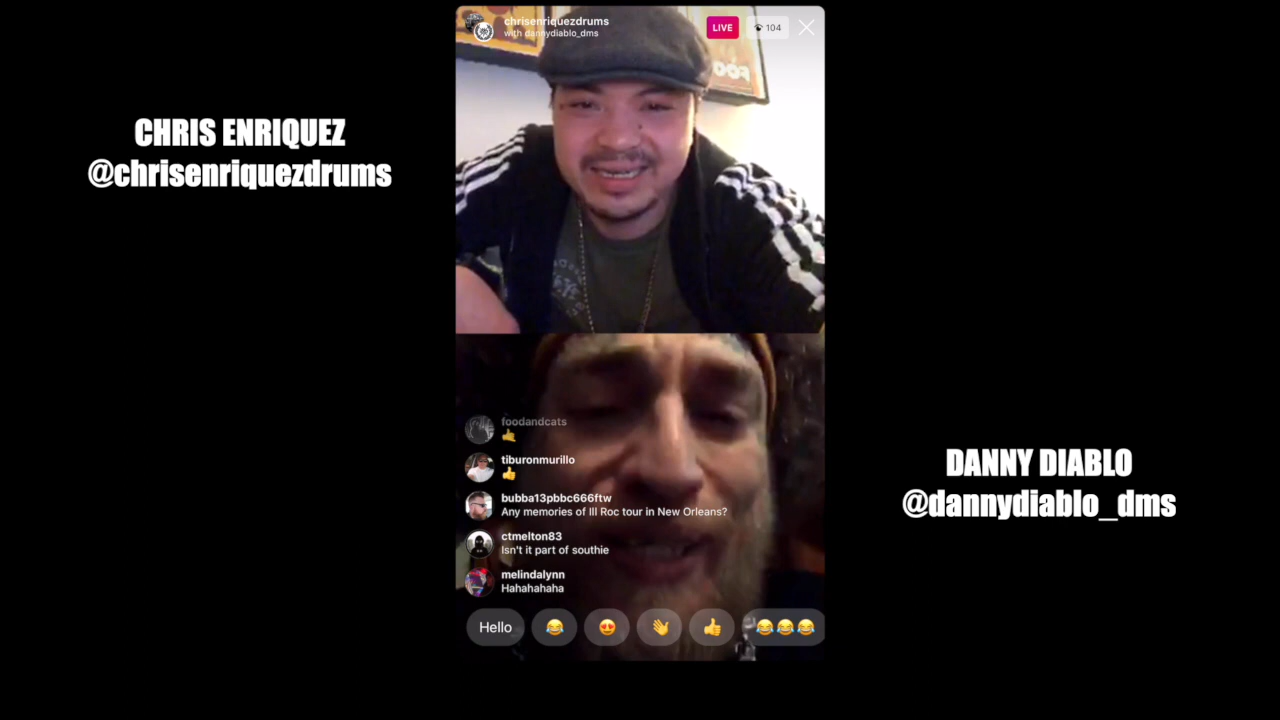 chrisenriquezdrums
with dannydiablo_dms
LIVE
104
CHRIS ENRIQUEZ
@chrisenriquezdrums
foodandcats
🤙
tiburonmurillo
👍
bubba13pbbc666ftw
Any memories of Ill Roc tour in New Orleans?
ctmelton83
Isn't it part of southie
melindalynn
Hahahahaha
Hello 😂 😍 👋 👍 😂😂😂
DANNY DIABLO
@dannydiablo_dms